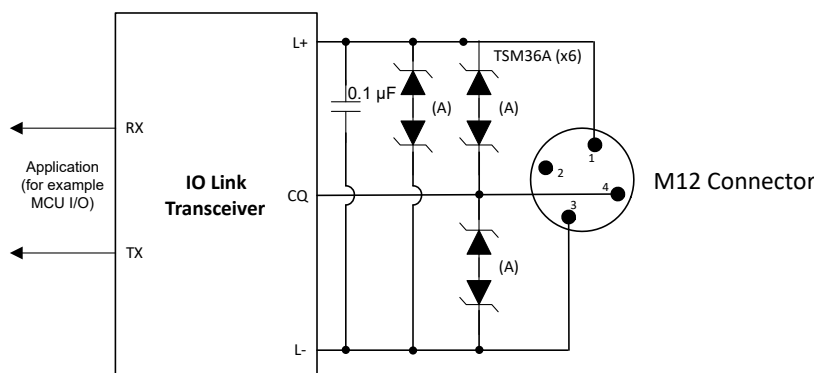 L+
TSM36A (x6)
0.1 µF
(A)
(A)
RX
1
2
Application
(for example
MCU I/O)
IO Link
Transceiver
CQ
4
M12 Connector
3
TX
(A)
L-